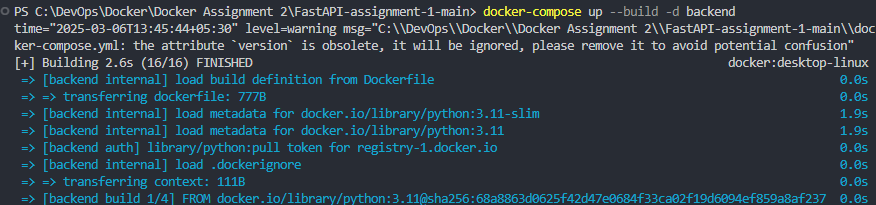 PS C:\DevOps\Docker\Docker Assignment 2\FastAPI-assignment-1-main> docker-compose up --build -d backend
time="2025-03-06T13:45:44+05:30" level=warning msg="C:\\DevOps\\Docker\\Docker Assignment 2\\FastAPI-assignment-1-main\\doc
ker-compose.yml: the attribute `version` is obsolete, it will be ignored, please remove it to avoid potential confusion"
[+] Building 2.6s (16/16) FINISHED docker:desktop-linux
=> [backend internal] load build definition from Dockerfile 0.0s
=> => transferring dockerfile: 777B 0.0s
=> [backend internal] load metadata for docker.io/library/python:3.11-slim 1.9s
=> [backend internal] load metadata for docker.io/library/python:3.11 1.9s
=> [backend auth] library/python:pull token for registry-1.docker.io 0.0s
=> [backend internal] load .dockerignore 0.0s
=> => transferring context: 111B 0.0s
=> [backend build 1/4] FROM docker.io/library/python:3.11@sha256:68a8863d0625f42d47e0684f33ca02f19d6094ef859a8af237 0.0s